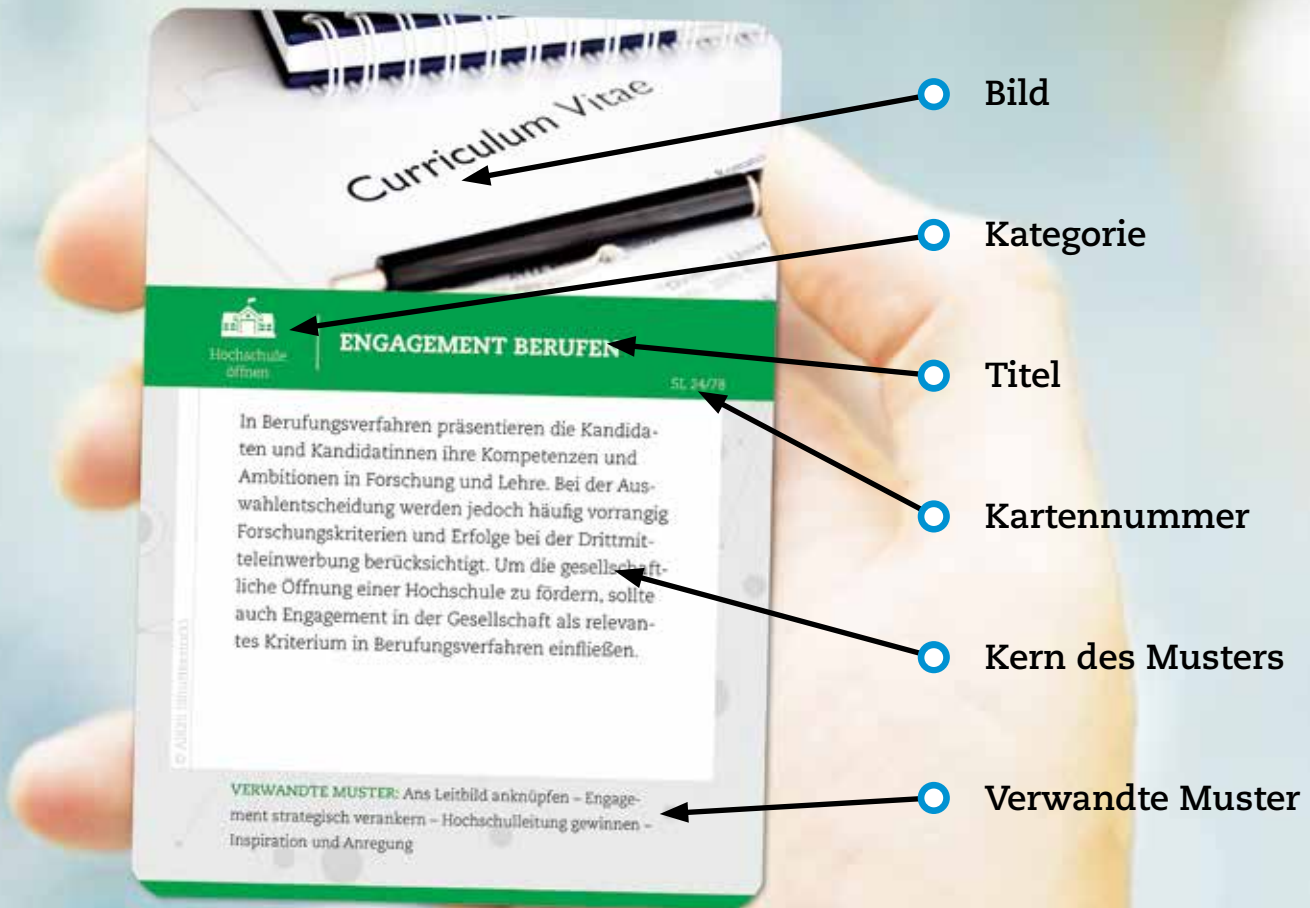 Curriculum Vitae
Hochschule
öffnen
ENGAGEMENT BERUFEN
SL 24/78
In Berufungsverfahren präsentieren die Kandida-
ten und Kandidatinnen ihre Kompetenzen und
Ambitionen in Forschung und Lehre. Bei der Aus-
wahlentscheidung werden jedoch häufig vorrangig
Forschungskriterien und Erfolge bei der Drittmit-
teleinwerbung berücksichtigt. Um die gesellschaft-
liche Öffnung einer Hochschule zu fördern, sollte
auch Engagement in der Gesellschaft als relevan-
tes Kriterium in Berufungsverfahren einfließen.
VERWANDTE MUSTER: Ans Leitbild anknüpfen – Engage-
ment strategisch verankern – Hochschulleitung gewinnen –
Inspiration und Anregung
Bild
Kategorie
Titel
Kartennummer
Kern des Musters
Verwandte Muster